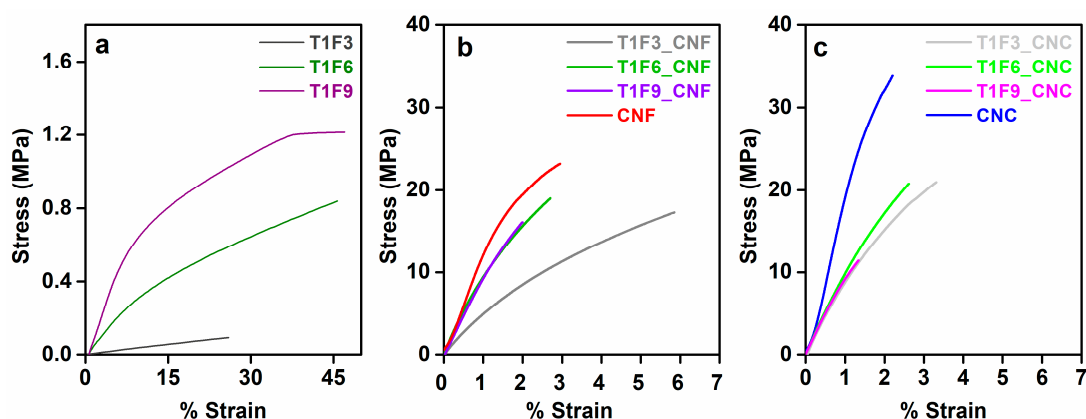 a
T1F3
T1F6
T1F9
1.6
1.2
0.8
0.4
0.0
0 15 30 45
Stress (MPa)
% Strain
b
T1F3_CNF
T1F6_CNF
T1F9_CNF
CNF
40
30
20
10
0
0 1 2 3 4 5 6 7
Stress (MPa)
% Strain
c
T1F3_CNC
T1F6_CNC
T1F9_CNC
CNC
40
30
20
10
0
0 1 2 3 4 5 6 7
Stress (MPa)
% Strain